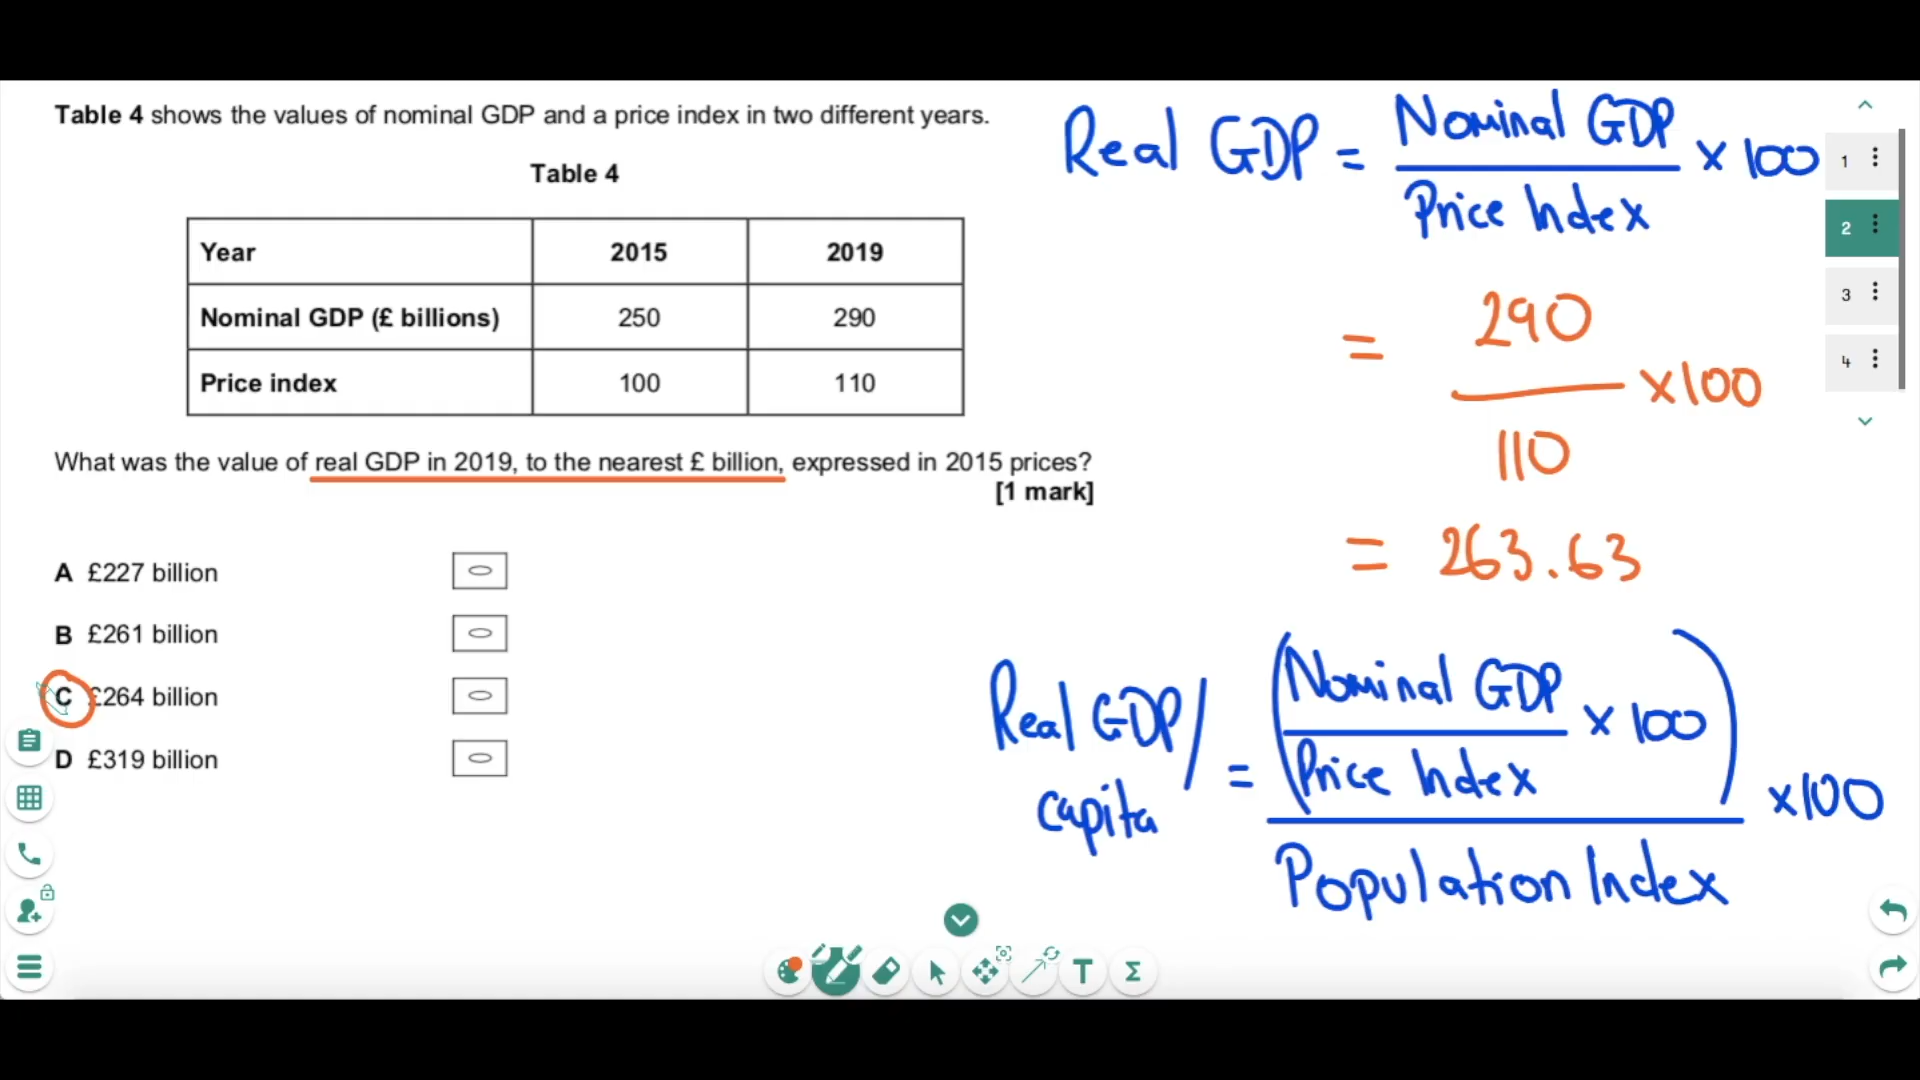 Table 4 shows the values of nominal GDP and a price index in two different years.
Table 4
Year 2015 2019
Nominal GDP (£ billions) 250 290
Price index 100 110
What was the value of real GDP in 2019, to the nearest £ billion, expressed in 2015 prices?
[1 mark]
A £227 billion
B £261 billion
C £264 billion
D £319 billion
Real GDP = Nominal GDP × 100
Price Index
= 290 × 100
110
= 263.63
Real GDP/ = (Nominal GDP × 100)
capita Price Index × 100
Population Index
1
2
3
4
T Σ